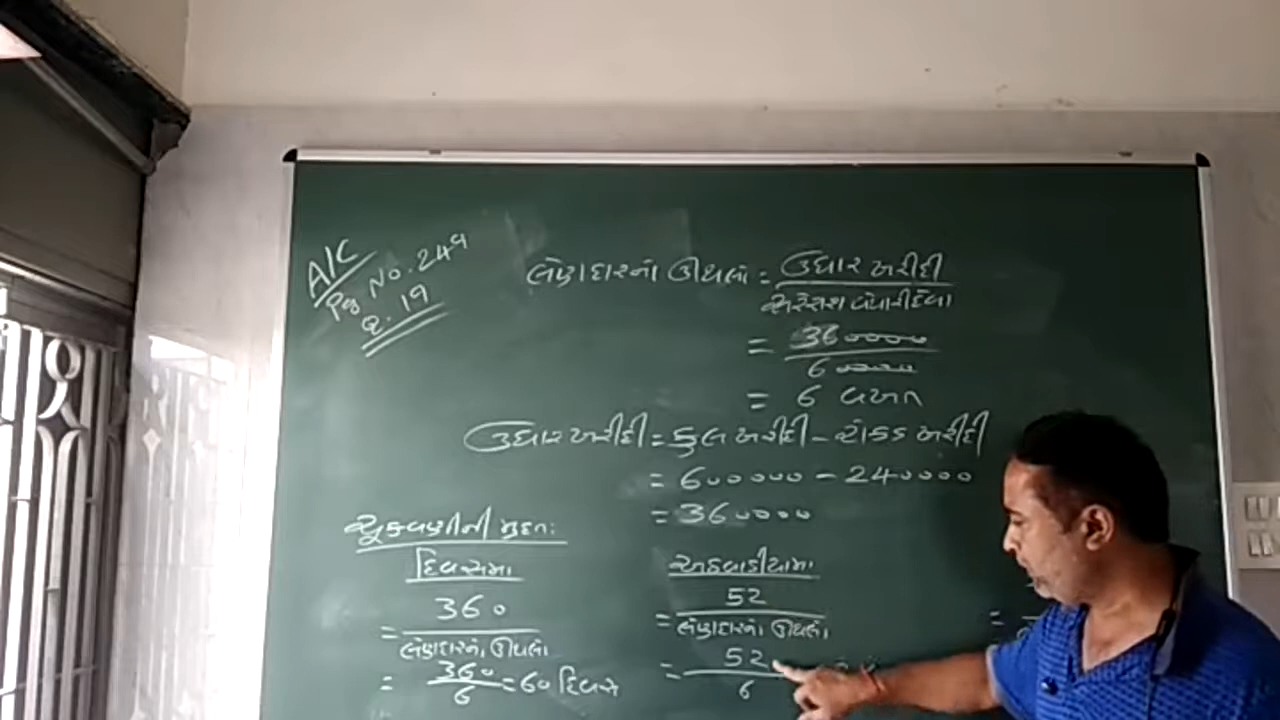 A/C
Pg No. 249
Q. 19
લેણદારનાં ઊથલાં = ઉધાર ખરીદી
સરેરાશ વેપારીદેવા
= 360000
60000
= 6 વખત
ઉધાર ખરીદી = કુલ ખરીદી - રોકડ ખરીદી
= 600000 - 240000
= 360000
ચૂકવણીની મુદત:
દિવસમાં
= 360
લેણદારનાં ઊથલાં
= 360
6
= 60 દિવસ
અઠવાડીયામા
= 52
લેણદારનાં ઊથલાં
= 52
6
=